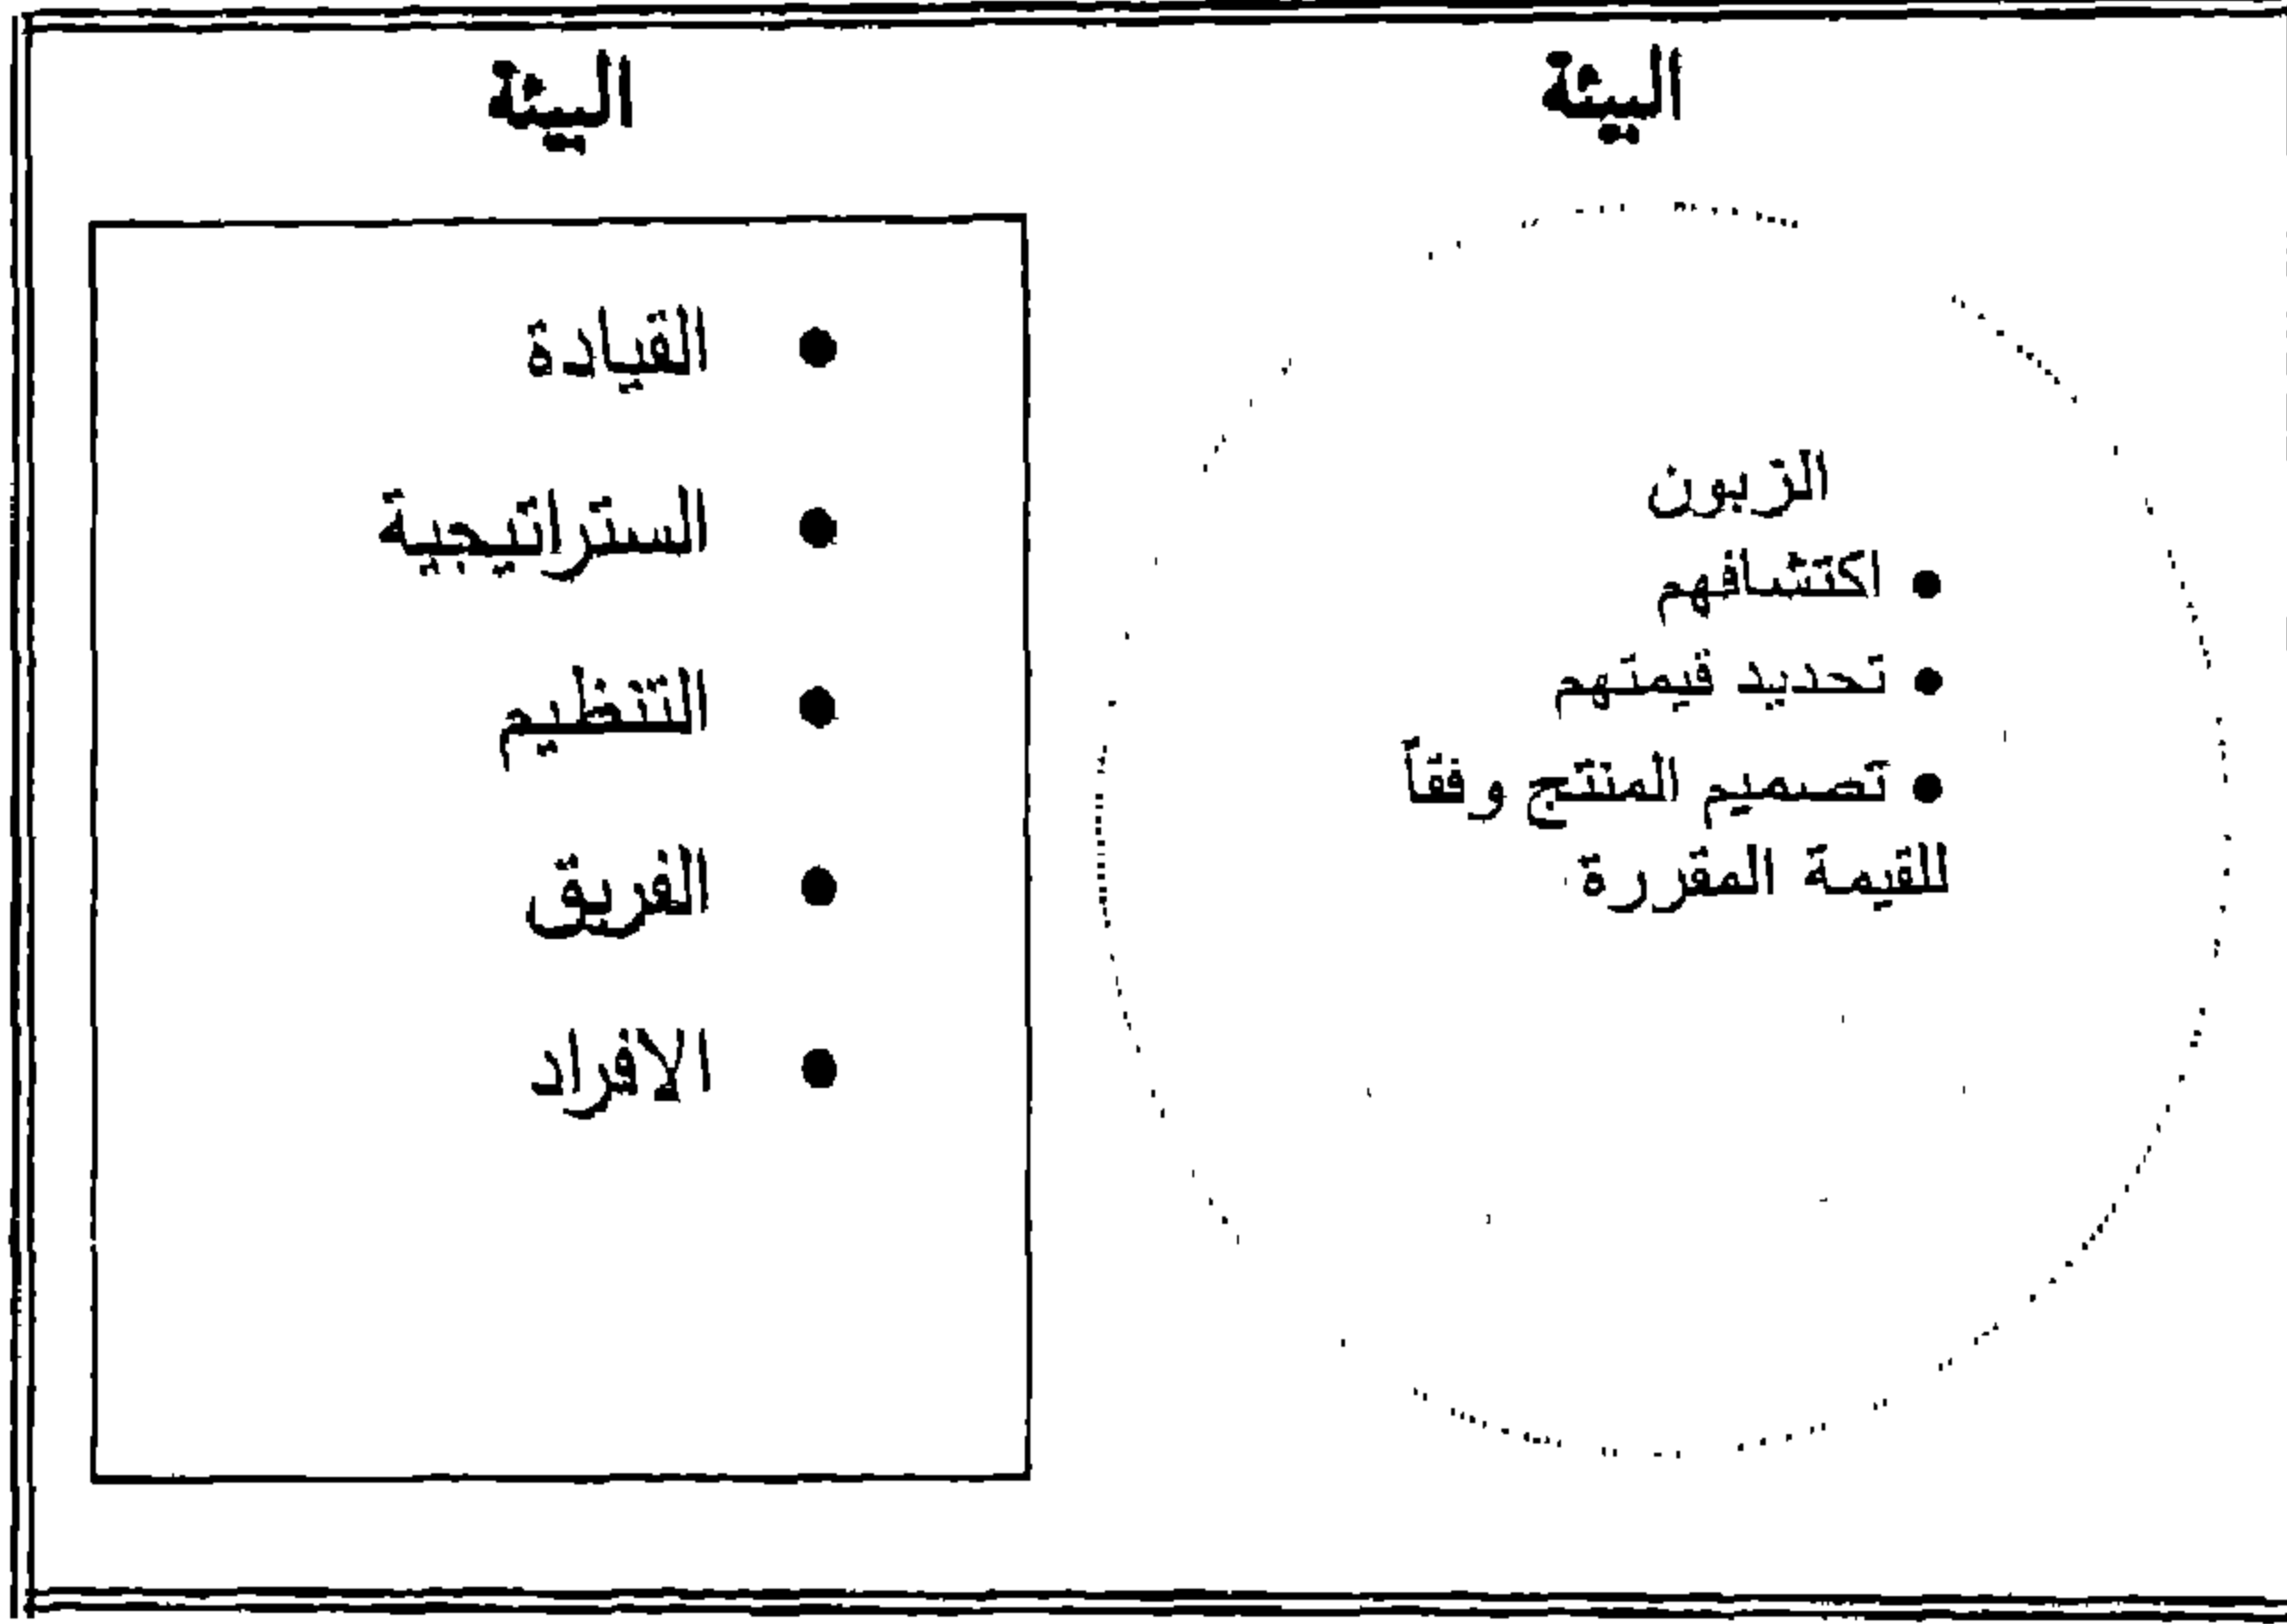 البيئة
الزبون
• اكتشافهم
• تحديد قيمتهم
• تصميم المنتج وفقاً
للقيمة المقررة
البيئة
• القيادة
• الستراتيجية
• التنظيم
• الفريق
• الافراد